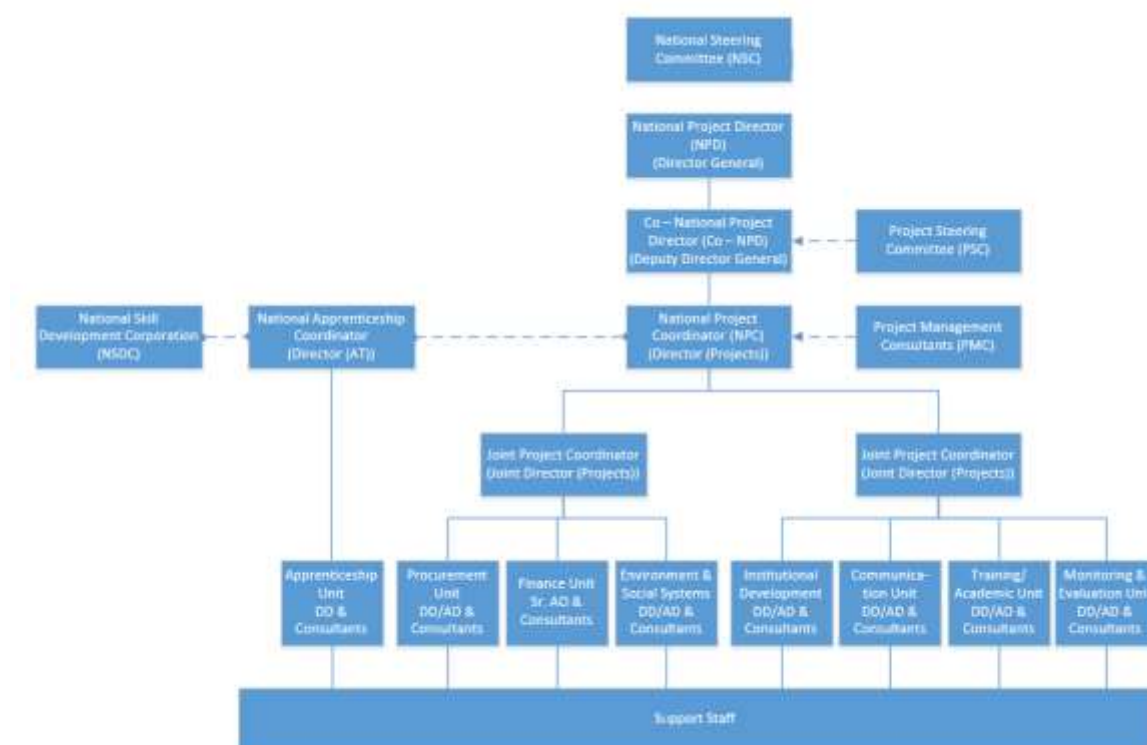 National Steering
Committee (NSC)
National Project Director
(NPD)
(Director General)
Co – National Project
Director (Co – NPD)
(Deputy Director General)
Project Steering
Committee (PSC)
National Skill
Development Corporation
(NSDC)
National Apprenticeship
Coordinator
(Director (AT))
National Project
Coordinator (NPC)
(Director (Projects))
Project Management
Consultants (PMC)
Joint Project Coordinator
(Joint Director (Projects))
Joint Project Coordinator
(Joint Director (Projects))
Apprenticeship
Unit
DD &
Consultants
Procurement
Unit
DD/AD &
Consultants
Finance Unit
Sr. AO &
Consultants
Environment &
Social Systems
DD/AD &
Consultants
Institutional
Development
DD/AD &
Consultants
Communica-
tion Unit
DD/AD &
Consultants
Training/
Academic Unit
DD/AD &
Consultants
Monitoring &
Evaluation Unit
DD/AD &
Consultants
Support Staff